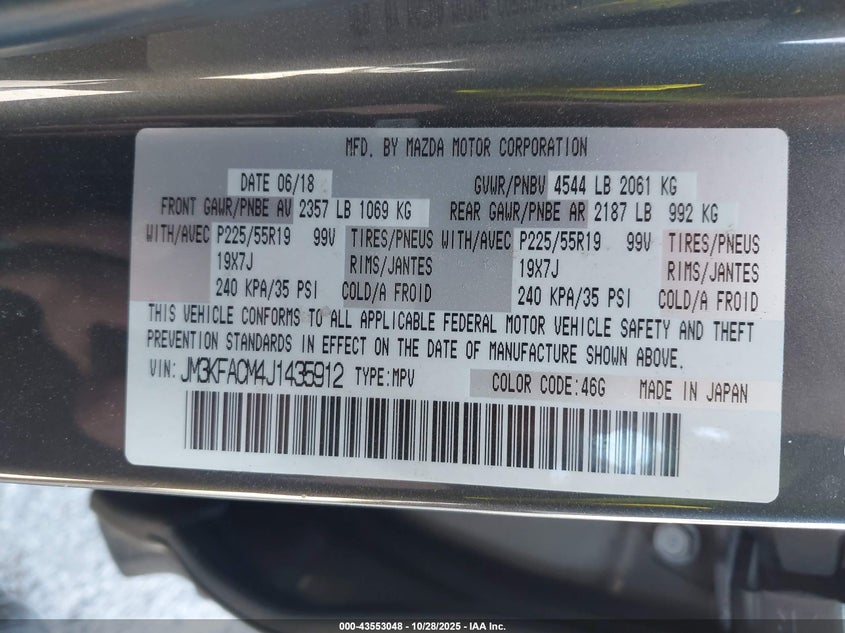 MFD. BY MAZDA MOTOR CORPORATION
DATE 06/18 GVWR/PNBV 4544 LB 2061 KG
FRONT GAWR/PNBE AV 2357 LB 1069 KG REAR GAWR/PNBE AR 2187 LB 992 KG
WITH/AVEC P225/55R19 99V TIRES/PNEUS WITH/AVEC P225/55R19 99V TIRES/PNEUS
19X7J RIMS/JANTES 19X7J RIMS/JANTES
240 KPA/35 PSI COLD/A FROID 240 KPA/35 PSI COLD/A FROID
THIS VEHICLE CONFORMS TO ALL APPLICABLE FEDERAL MOTOR VEHICLE SAFETY AND THEFT
PREVENTION STANDARDS IN EFFECT ON THE DATE OF MANUFACTURE SHOWN ABOVE.
VIN: JM3KFACM4J1435912 TYPE:MPV COLOR CODE:46G MADE IN JAPAN
000-43553048 - 10/28/2025 - IAA Inc.